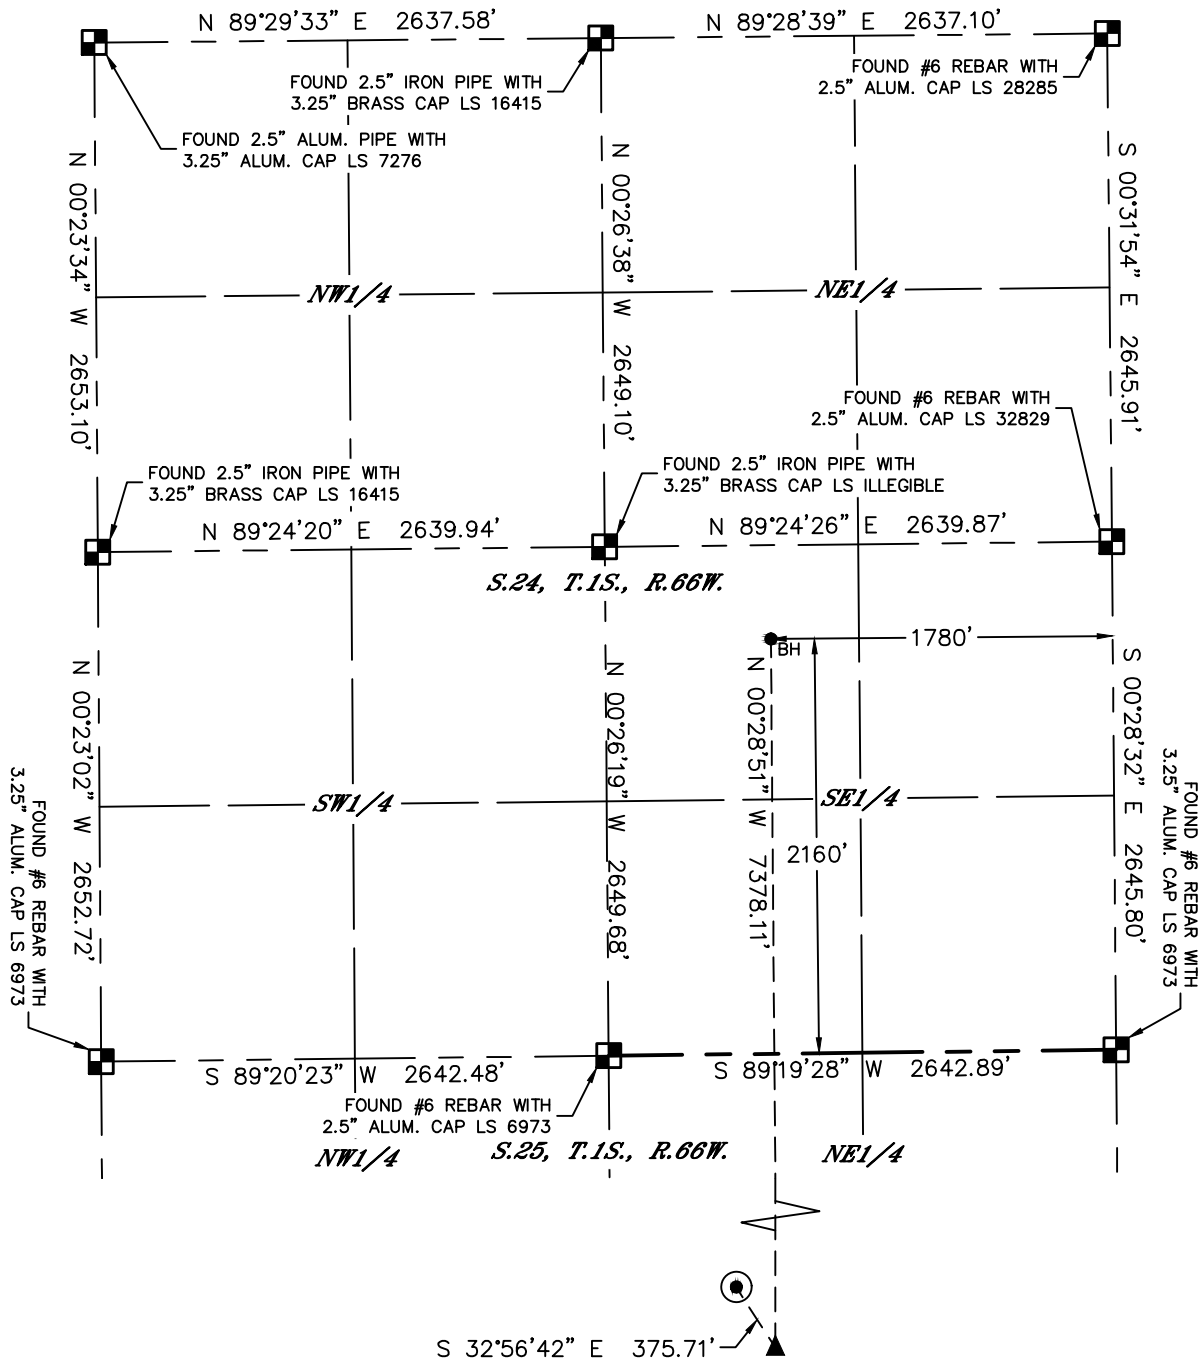 N 89°29'33" E 2637.58'
N 89°28'39" E 2637.10'
FOUND 2.5" IRON PIPE WITH
3.25" BRASS CAP LS 16415
FOUND #6 REBAR WITH
2.5" ALUM. CAP LS 28285
FOUND 2.5" ALUM. PIPE WITH
3.25" ALUM. CAP LS 7276
N 00°23'34" W 2653.10'
N 00°26'38" W 2649.10'
S 00°31'54" E 2645.91'
NW1/4
NE1/4
FOUND #6 REBAR WITH
2.5" ALUM. CAP LS 32829
FOUND 2.5" IRON PIPE WITH
3.25" BRASS CAP LS 16415
FOUND 2.5" IRON PIPE WITH
3.25" BRASS CAP LS ILLEGIBLE
N 89°24'20" E 2639.94'
N 89°24'26" E 2639.87'
S.24, T.1S., R.66W.
1780'
BH
N 00°23'02" W 2652.72'
N 00°26'19" W 2649.68'
N 00°28'51" W 7378.11'
S 00°28'32" E 2645.80'
SW1/4
SE1/4
2160'
FOUND #6 REBAR WITH
3.25" ALUM. CAP LS 6973
FOUND #6 REBAR WITH
3.25" ALUM. CAP LS 6973
S 89°20'23" W 2642.48'
S 89°19'28" W 2642.89'
FOUND #6 REBAR WITH
2.5" ALUM. CAP LS 6973
NW1/4
S.25, T.1S., R.66W.
NE1/4
S 32°56'42" E 375.71'